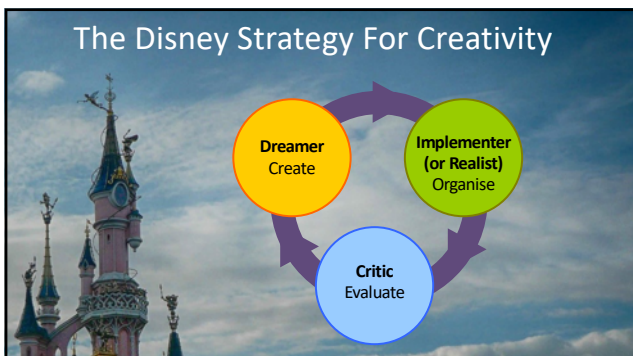 The Disney Strategy For Creativity
Dreamer
Create
Implementer
(or Realist)
Organise
Critic
Evaluate